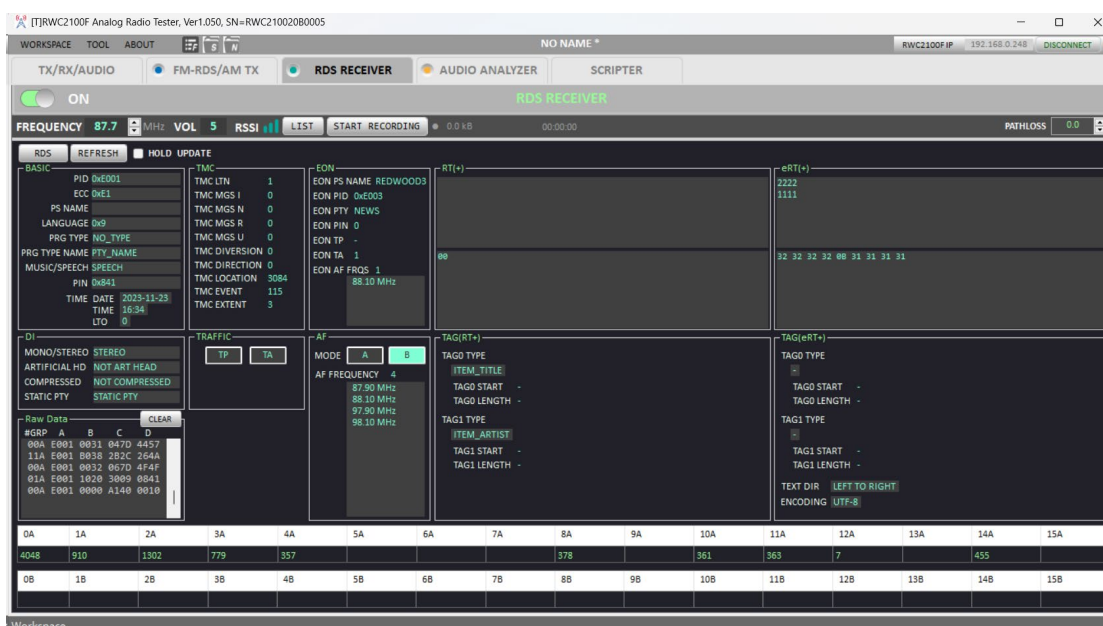 [T]RWC2100F Analog Radio Tester, Ver1.050, SN=RWC210020B0005
WORKSPACE TOOL ABOUT F S N NO NAME * RWC2100F IP 192.168.0.248 DISCONNECT
TX/RX/AUDIO FM-RDS/AM TX RDS RECEIVER AUDIO ANALYZER SCRIPTER
ON RDS RECEIVER
FREQUENCY 87.7 MHz VOL 5 RSSI LIST START RECORDING 0.0 kB 00:00:00 PATHLOSS 0.0
RDS REFRESH HOLD UPDATE
BASIC
PID 0xE001
ECC 0xE1
PS NAME
LANGUAGE 0x9
PRG TYPE NO_TYPE
PRG TYPE NAME PTY_NAME
MUSIC/SPEECH SPEECH
PIN 0x841
TIME DATE 2023-11-23
TIME 16:34
LTO 0
TMC
TMC LTN 1
TMC MGS I 0
TMC MGS N 0
TMC MGS R 0
TMC MGS U 0
TMC DIVERSION 0
TMC DIRECTION 0
TMC LOCATION 3084
TMC EVENT 115
TMC EXTENT 3
EON
EON PS NAME REDWOOD3
EON PID 0xE003
EON PTY NEWS
EON PIN 0
EON TP -
EON TA 1
EON AF FRQS 1
88.10 MHz
RT(+)
00
eRT(+)
2222
1111
32 32 32 32 0B 31 31 31 31
DI
MONO/STEREO STEREO
ARTIFICIAL HD NOT ART HEAD
COMPRESSED NOT COMPRESSED
STATIC PTY STATIC PTY
TRAFFIC
TP TA
AF
MODE A B
AF FREQUENCY 4
87.90 MHz
88.10 MHz
97.90 MHz
98.10 MHz
TAG(RT+)
TAG0 TYPE
ITEM_TITLE
TAG0 START -
TAG0 LENGTH -
TAG1 TYPE
ITEM_ARTIST
TAG1 START -
TAG1 LENGTH -
TAG(eRT+)
TAG0 TYPE
-
TAG0 START -
TAG0 LENGTH -
TAG1 TYPE
-
TAG1 START -
TAG1 LENGTH -
TEXT DIR LEFT TO RIGHT
ENCODING UTF-8
Raw Data CLEAR
#GRP A B C D
00A E001 0031 047D 4457
11A E001 B038 2B2C 264A
00A E001 0032 067D 4F4F
01A E001 1020 3009 0841
00A E001 0000 A140 0010
0A 1A 2A 3A 4A 5A 6A 7A 8A 9A 10A 11A 12A 13A 14A 15A
4048 910 1302 779 357 378 361 363 7 455
0B 1B 2B 3B 4B 5B 6B 7B 8B 9B 10B 11B 12B 13B 14B 15B
Workspace